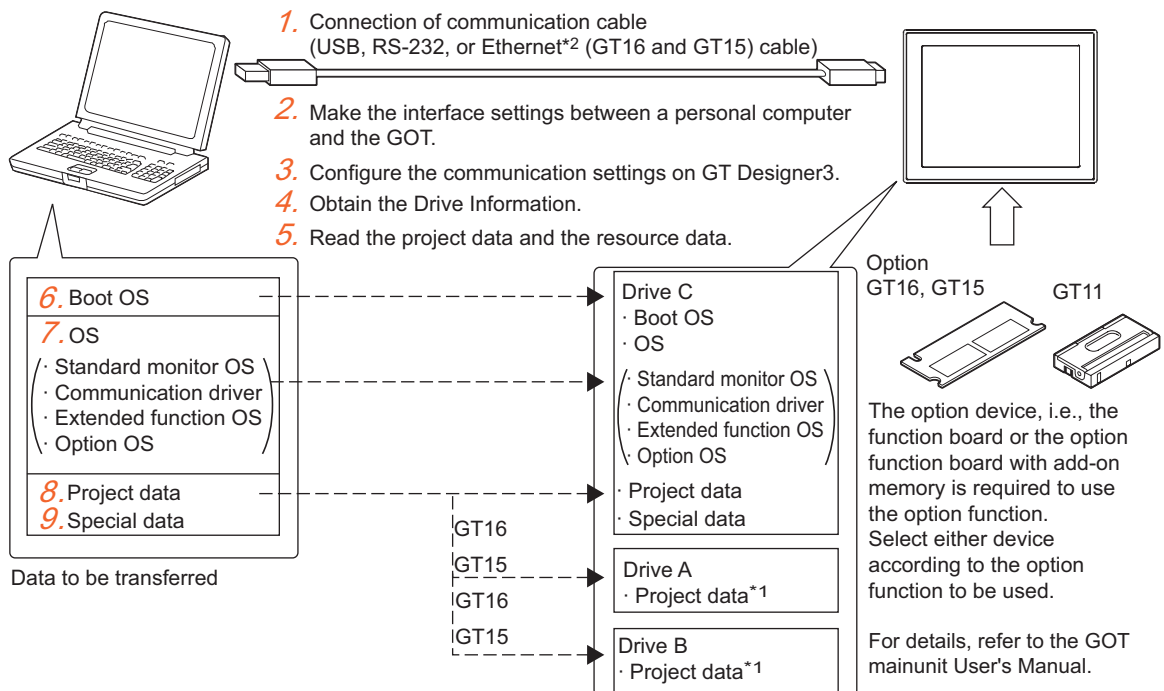 1. Connection of communication cable
(USB, RS-232, or Ethernet*2 (GT16 and GT15) cable)
2. Make the interface settings between a personal computer
and the GOT.
3. Configure the communication settings on GT Designer3.
4. Obtain the Drive Information.
5. Read the project data and the resource data.
6. Boot OS
7. OS
· Standard monitor OS
· Communication driver
· Extended function OS
· Option OS
8. Project data
9. Special data
Data to be transferred
GT16
GT15
GT16
GT15
Drive C
· Boot OS
· OS
· Standard monitor OS
· Communication driver
· Extended function OS
· Option OS
· Project data
· Special data
Drive A
· Project data*1
Drive B
· Project data*1
Option
GT16, GT15
GT11
The option device, i.e., the
function board or the option
function board with add-on
memory is required to use
the option function.
Select either device
according to the option
function to be used.
For details, refer to the GOT
mainunit User's Manual.